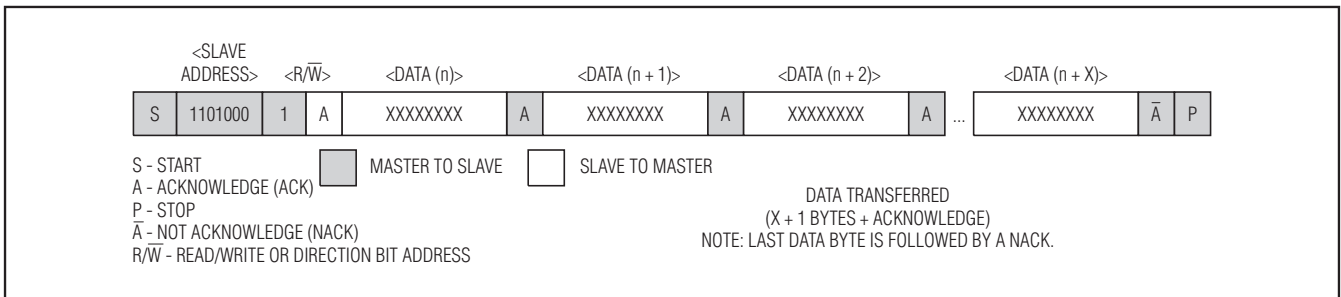 <SLAVE
ADDRESS> <R/W̅> <DATA (n)> <DATA (n + 1)> <DATA (n + 2)> <DATA (n + X)>
S 1101000 1 A XXXXXXXX A XXXXXXXX A XXXXXXXX A ... XXXXXXXX A̅ P
S - START
MASTER TO SLAVE SLAVE TO MASTER
A - ACKNOWLEDGE (ACK)
P - STOP
A̅ - NOT ACKNOWLEDGE (NACK)
R/W̅ - READ/WRITE OR DIRECTION BIT ADDRESS
DATA TRANSFERRED
(X + 1 BYTES + ACKNOWLEDGE)
NOTE: LAST DATA BYTE IS FOLLOWED BY A NACK.